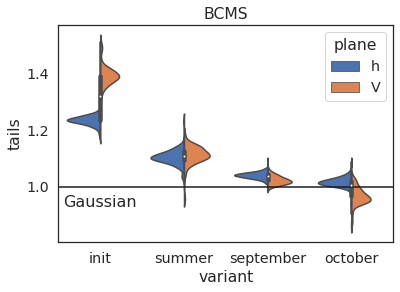 BCMS
plane
h
V
tails
1.4
1.2
1.0
Gaussian
init summer september october
variant